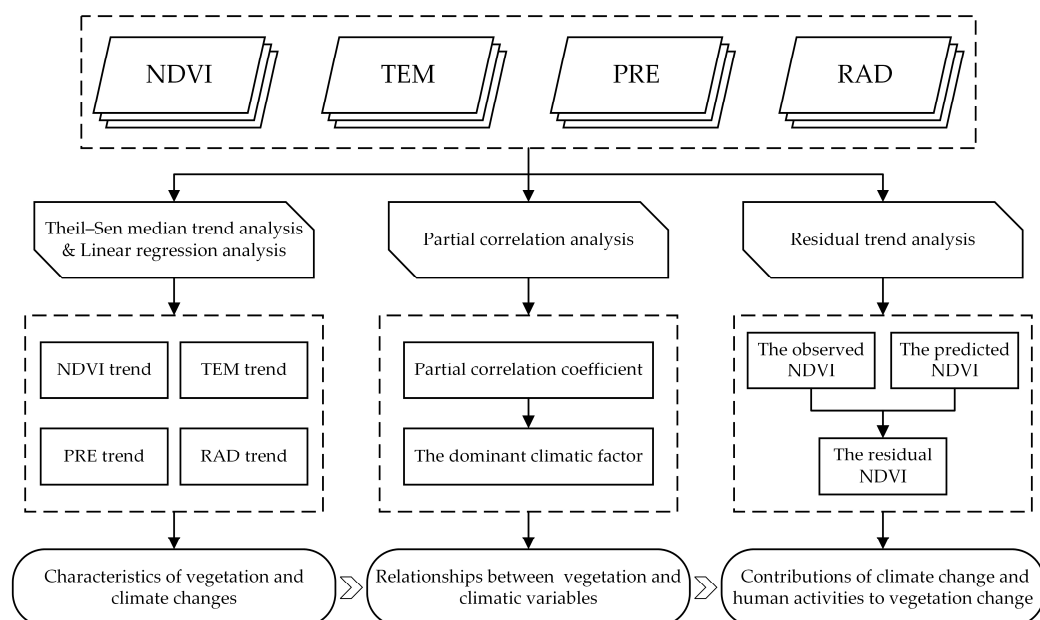 NDVI
TEM
PRE
RAD
Theil–Sen median trend analysis
& Linear regression analysis
Partial correlation analysis
Residual trend analysis
NDVI trend
TEM trend
PRE trend
RAD trend
Partial correlation coefficient
The dominant climatic factor
The observed
NDVI
The predicted
NDVI
The residual
NDVI
Characteristics of vegetation and
climate changes
Relationships between vegetation and
climatic variables
Contributions of climate change and
human activities to vegetation change